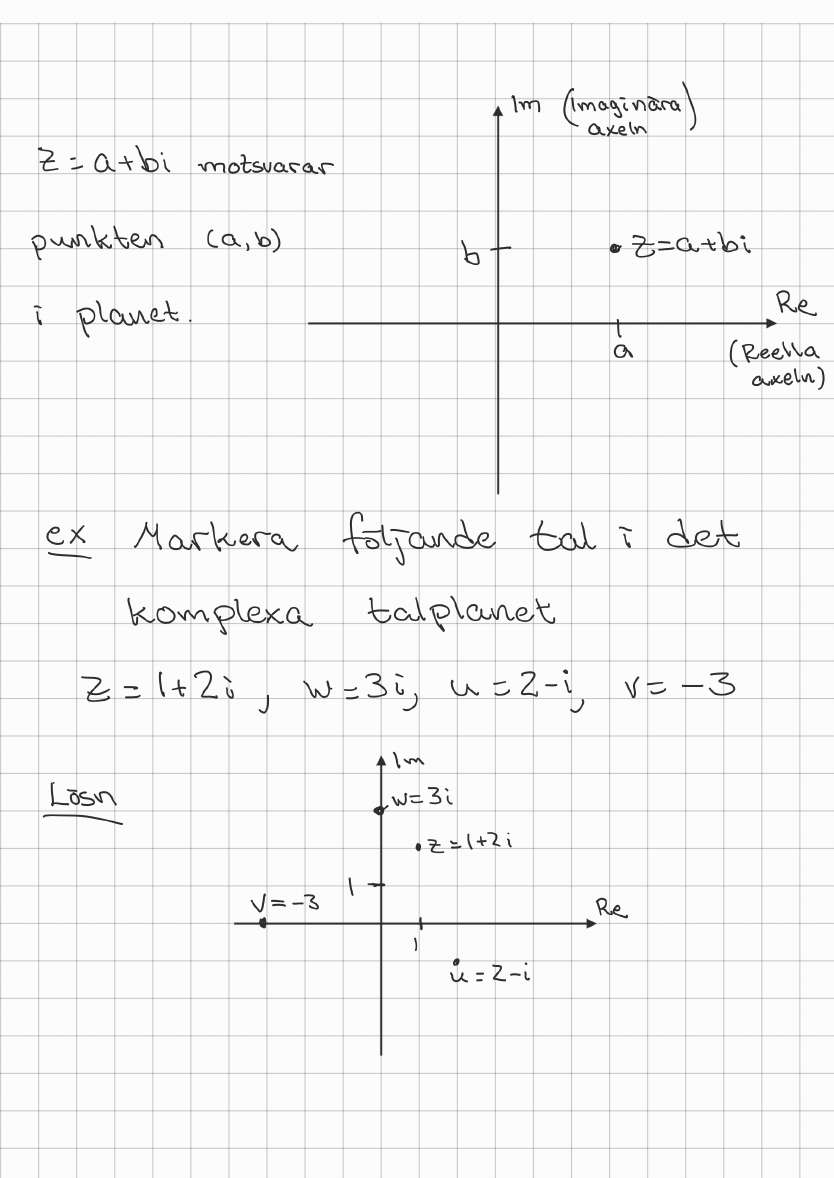 Im (Imaginära
axeln
z = a+bi motsvarar
punkten (a,b)
b
z=a+bi
i planet.
Re
a
(Reella
axeln)
ex Markera följande tal i det
komplexa talplanet
z = 1+2i, w=3i, u=2-i, v=-3
Lösn
Im
w=3i
z=1+2i
1
v=-3
Re
1
u=2-i